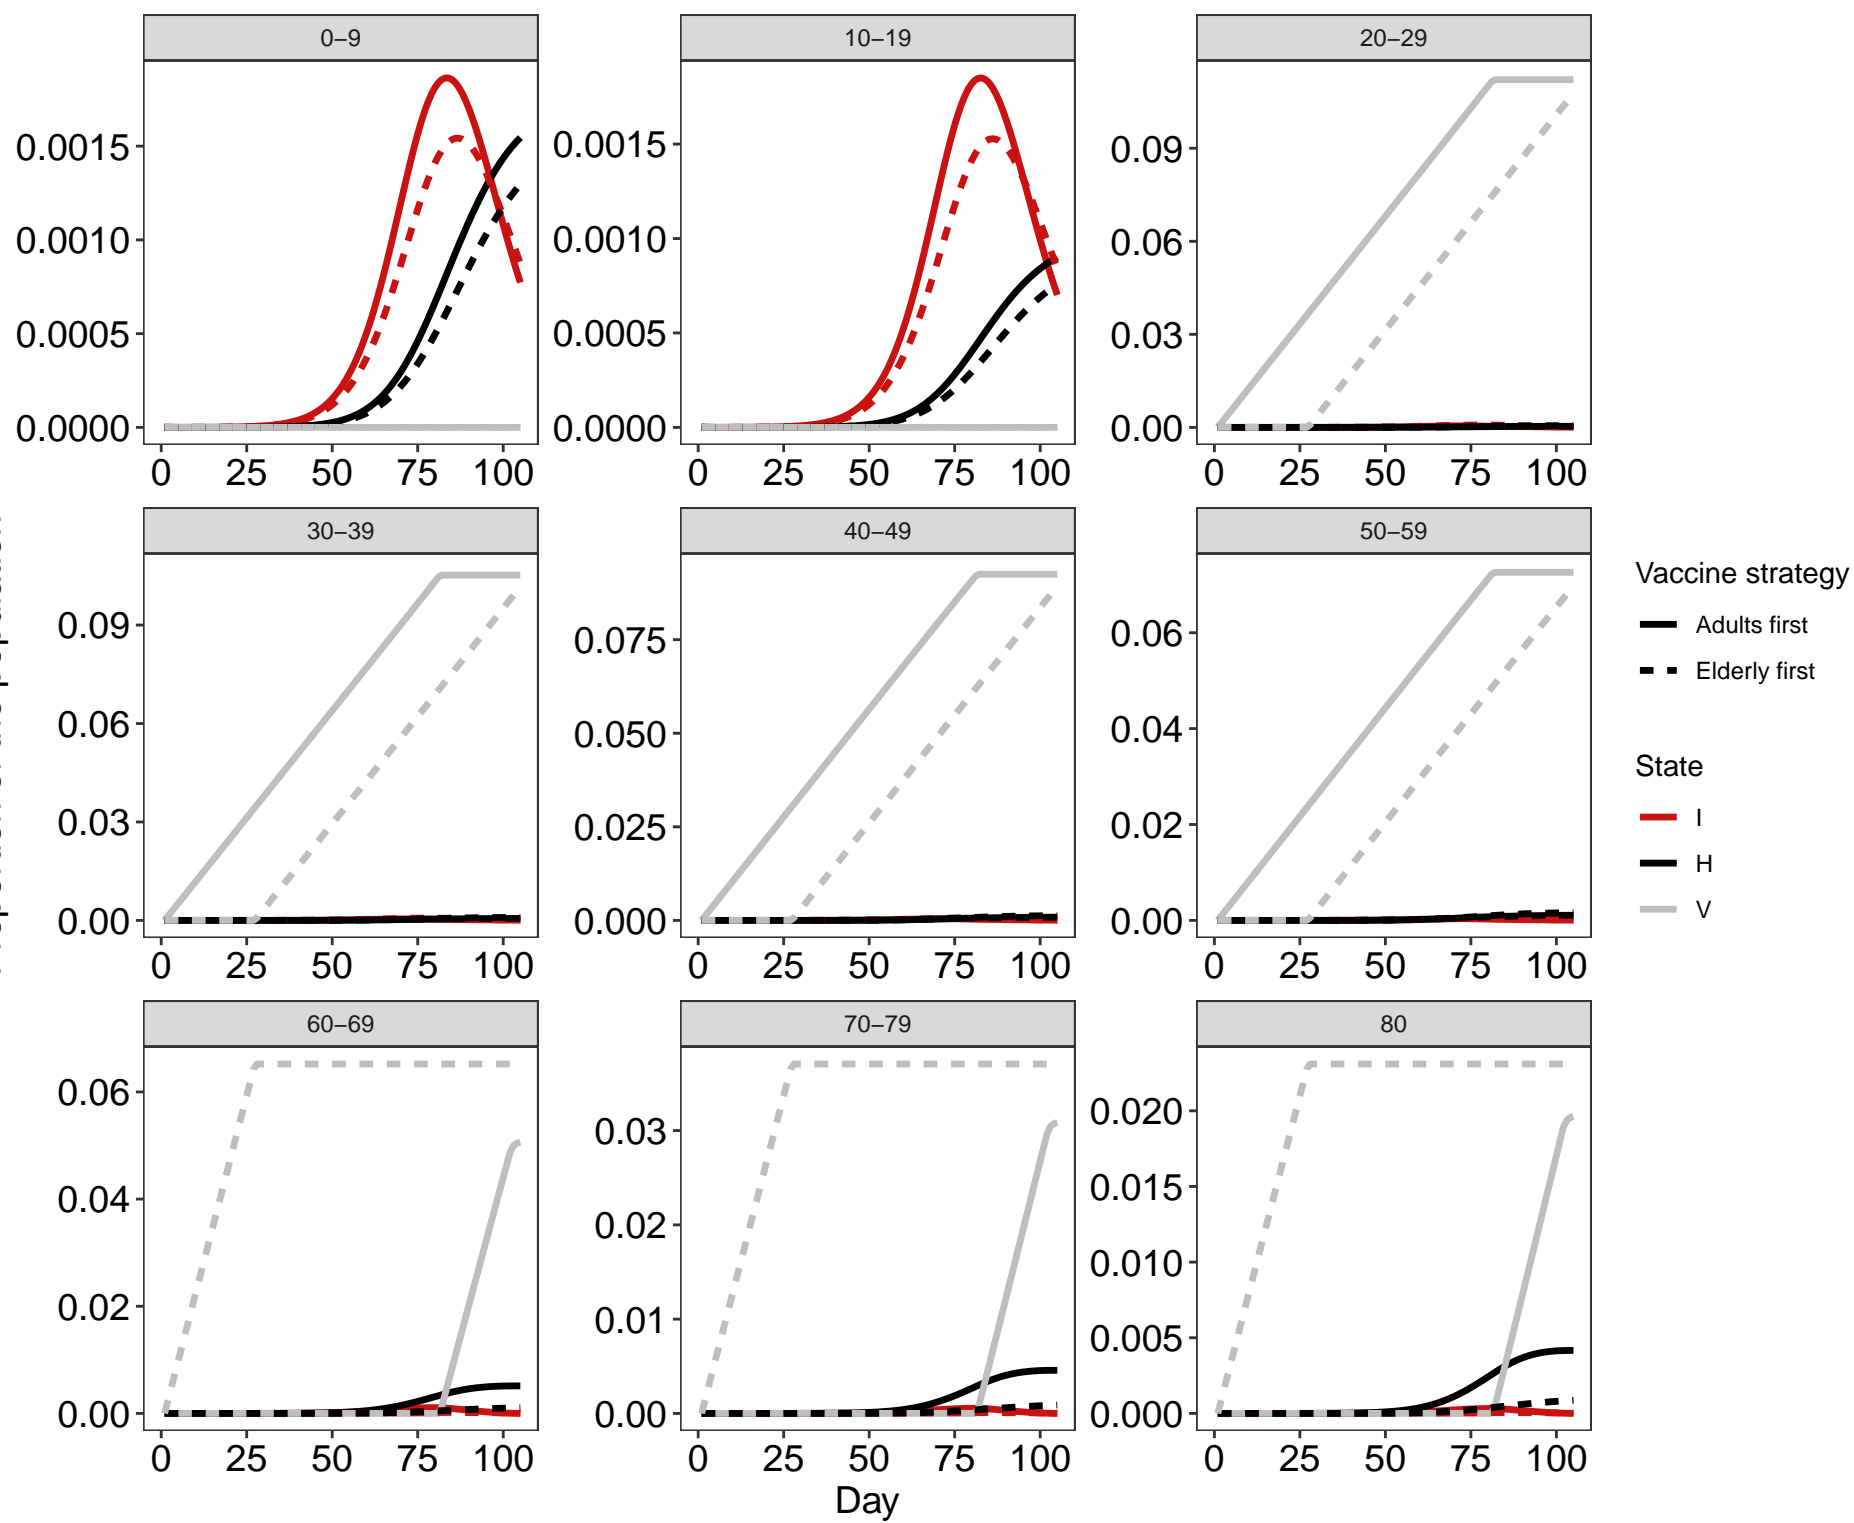 0–9
10–19
20–29
0.0015
0.0010
0.0005
0.0000
0 25 50 75 100
0.0015
0.0010
0.0005
0.0000
0 25 50 75 100
0.09
0.06
0.03
0.00
0 25 50 75 100
30–39
40–49
50–59
0.09
0.06
0.03
0.00
0 25 50 75 100
0.075
0.050
0.025
0.000
0 25 50 75 100
0.06
0.04
0.02
0.00
0 25 50 75 100
60–69
70–79
80
0.06
0.04
0.02
0.00
0 25 50 75 100
0.03
0.02
0.01
0.00
0 25 50 75 100
0.020
0.015
0.010
0.005
0.000
0 25 50 75 100
Day
Vaccine strategy
Adults first
Elderly first
State
I
H
V